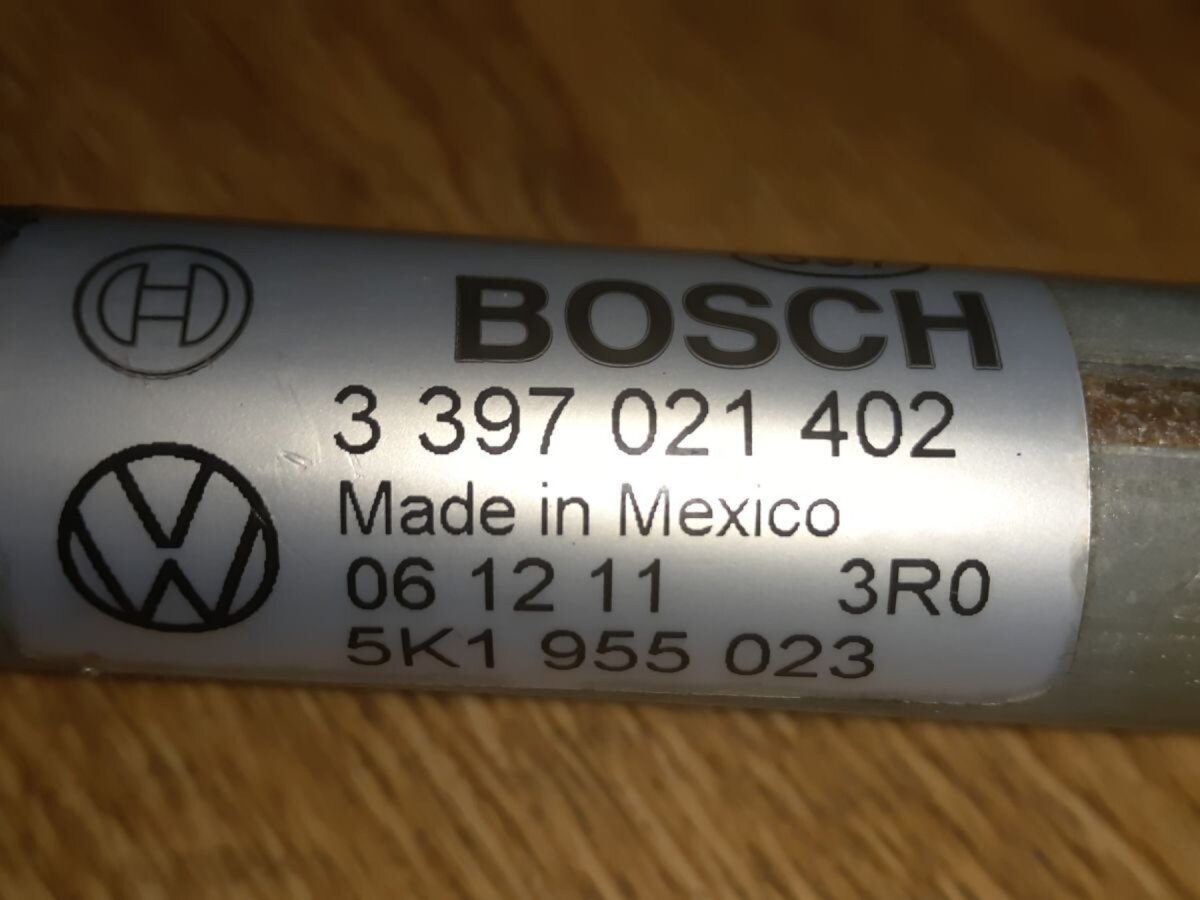 BOSCH
3 397 021 402
Made in Mexico
06 12 11 3R0
5K1 955 023